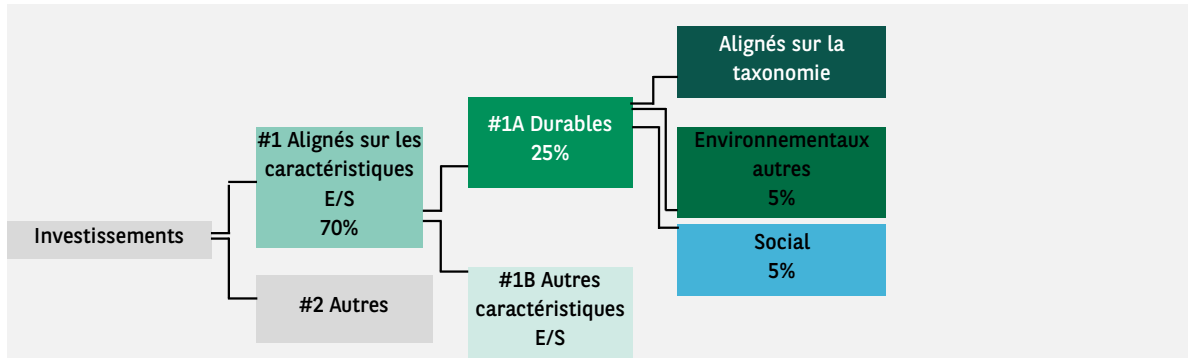 Investissements
#1 Alignés sur les
caractéristiques
E/S
70%
#2 Autres
#1A Durables
25%
#1B Autres
caractéristiques
E/S
Alignés sur la
taxonomie
Environnementaux
autres
5%
Social
5%